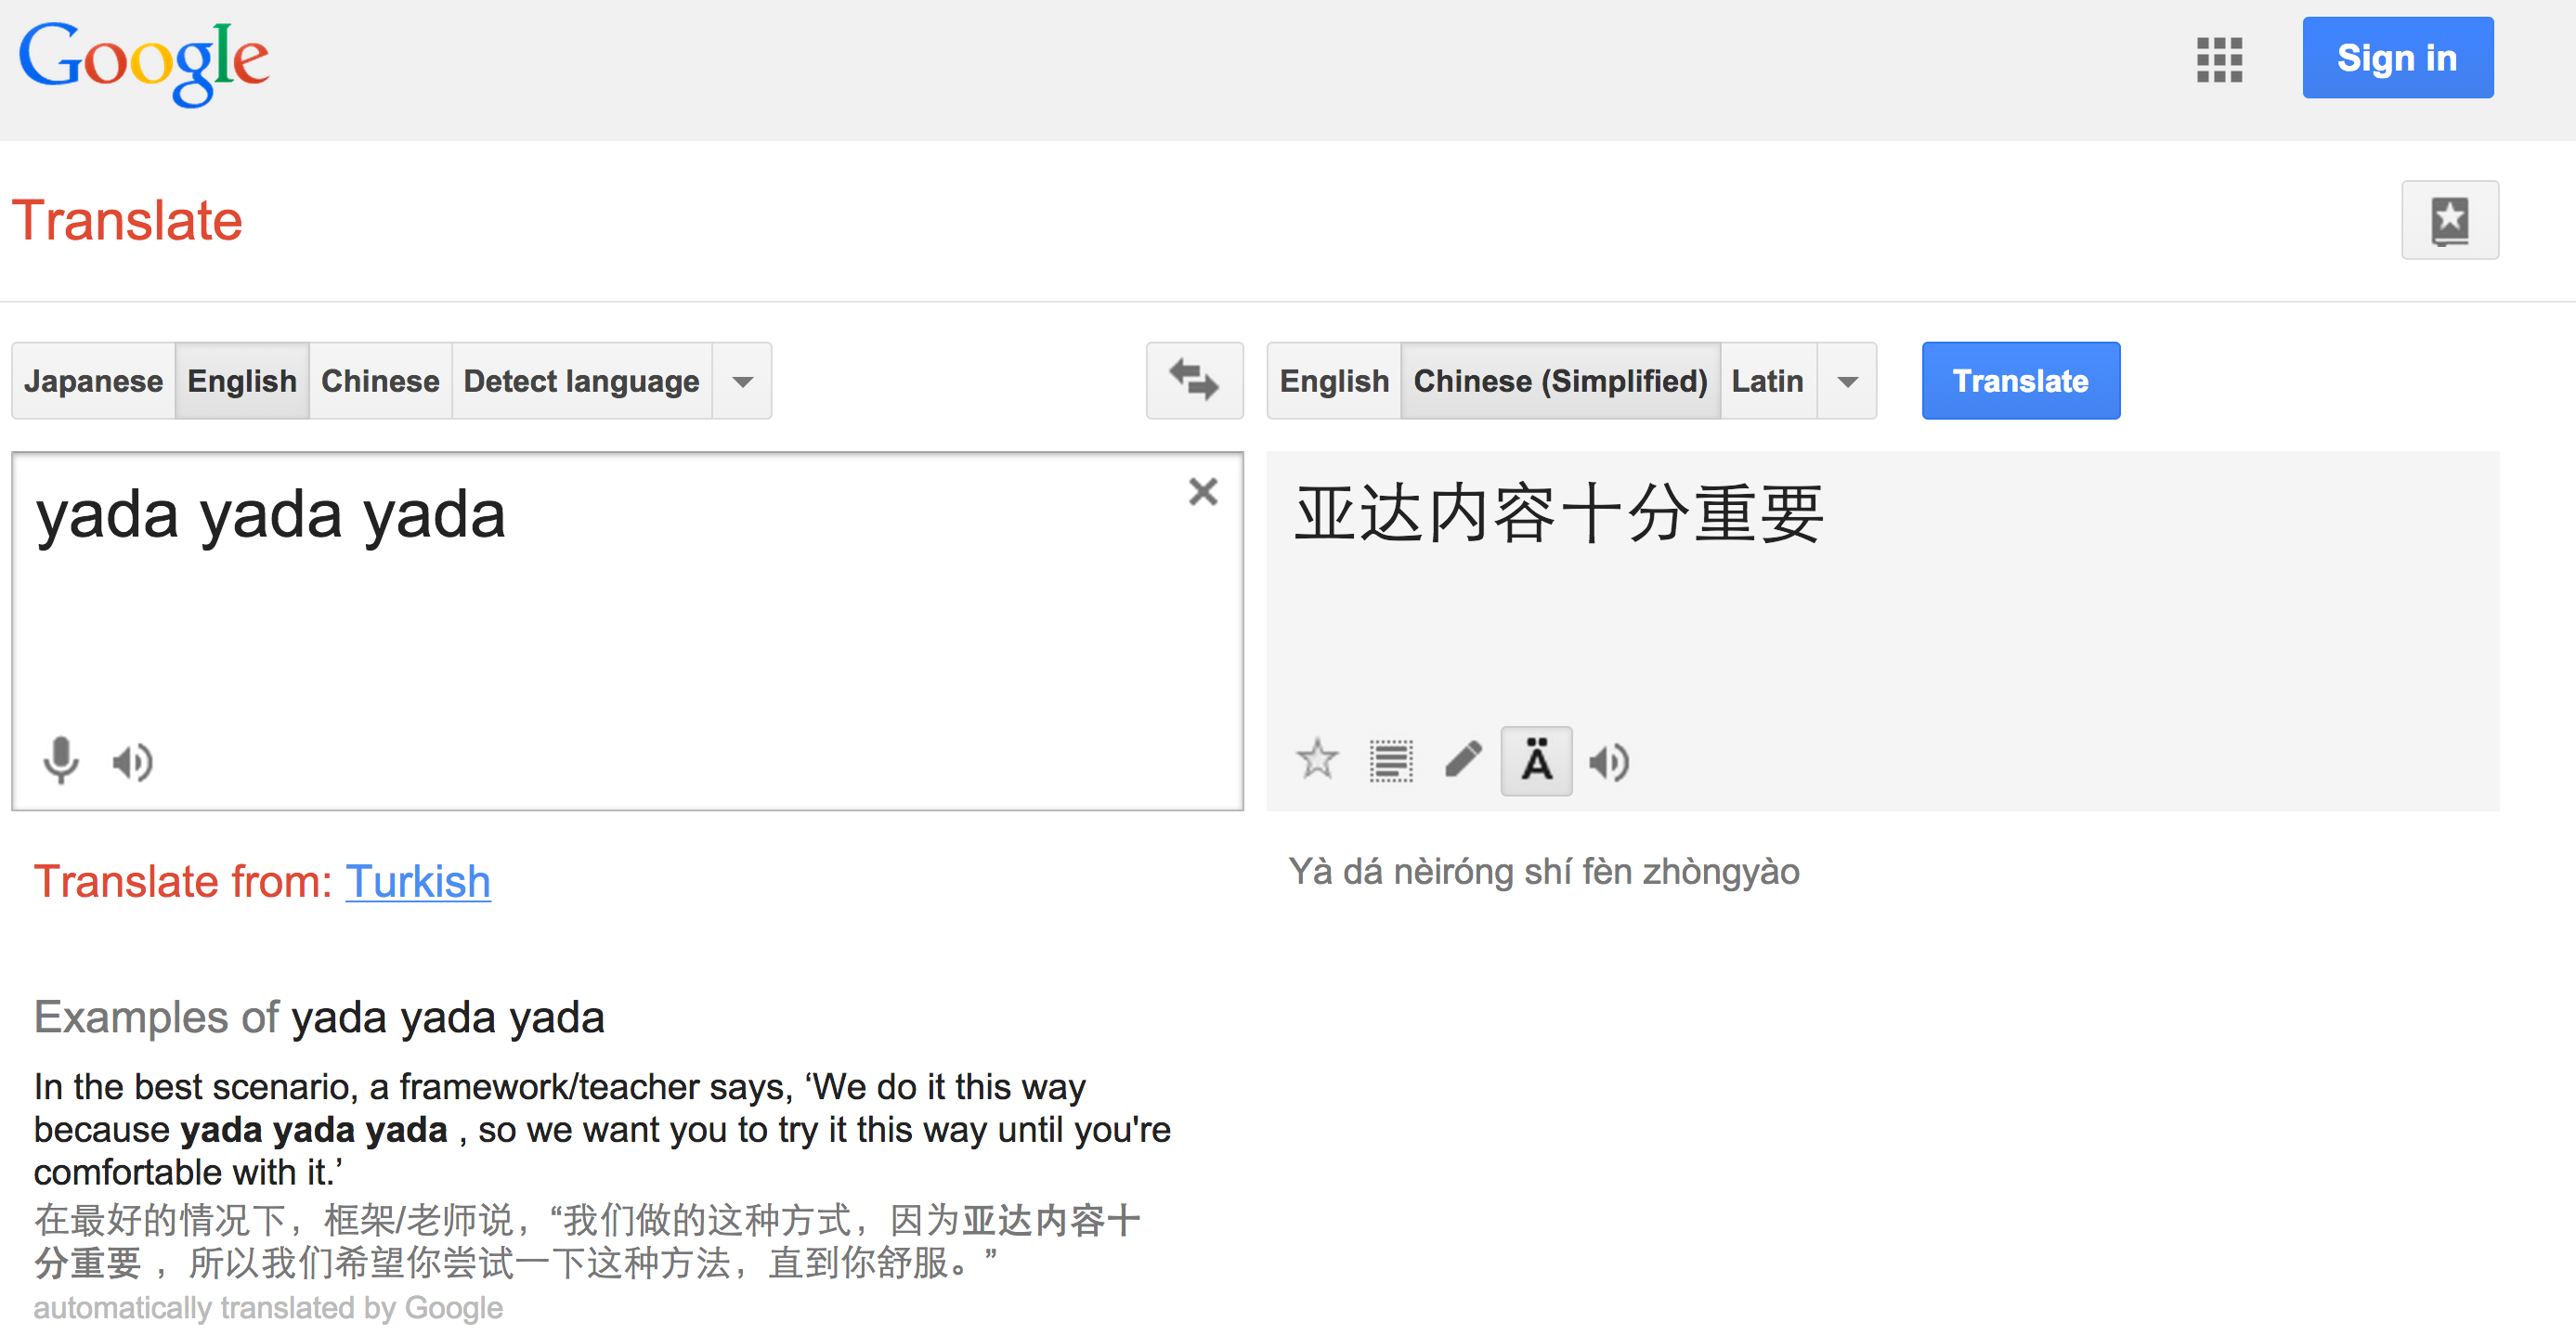 Google
Sign in
Translate
Japanese English Chinese Detect language
English Chinese (Simplified) Latin
Translate
yada yada yada
亚达内容十分重要
Ä
Translate from: Turkish
Yà dá nèiróng shí fèn zhòngyào
Examples of yada yada yada
In the best scenario, a framework/teacher says, ‘We do it this way
because yada yada yada , so we want you to try it this way until you're
comfortable with it.’
在最好的情况下，框架/老师说，“我们做的这种方式，因为亚达内容十
分重要 ，所以我们希望你尝试一下这种方法，直到你舒服。”
automatically translated by Google